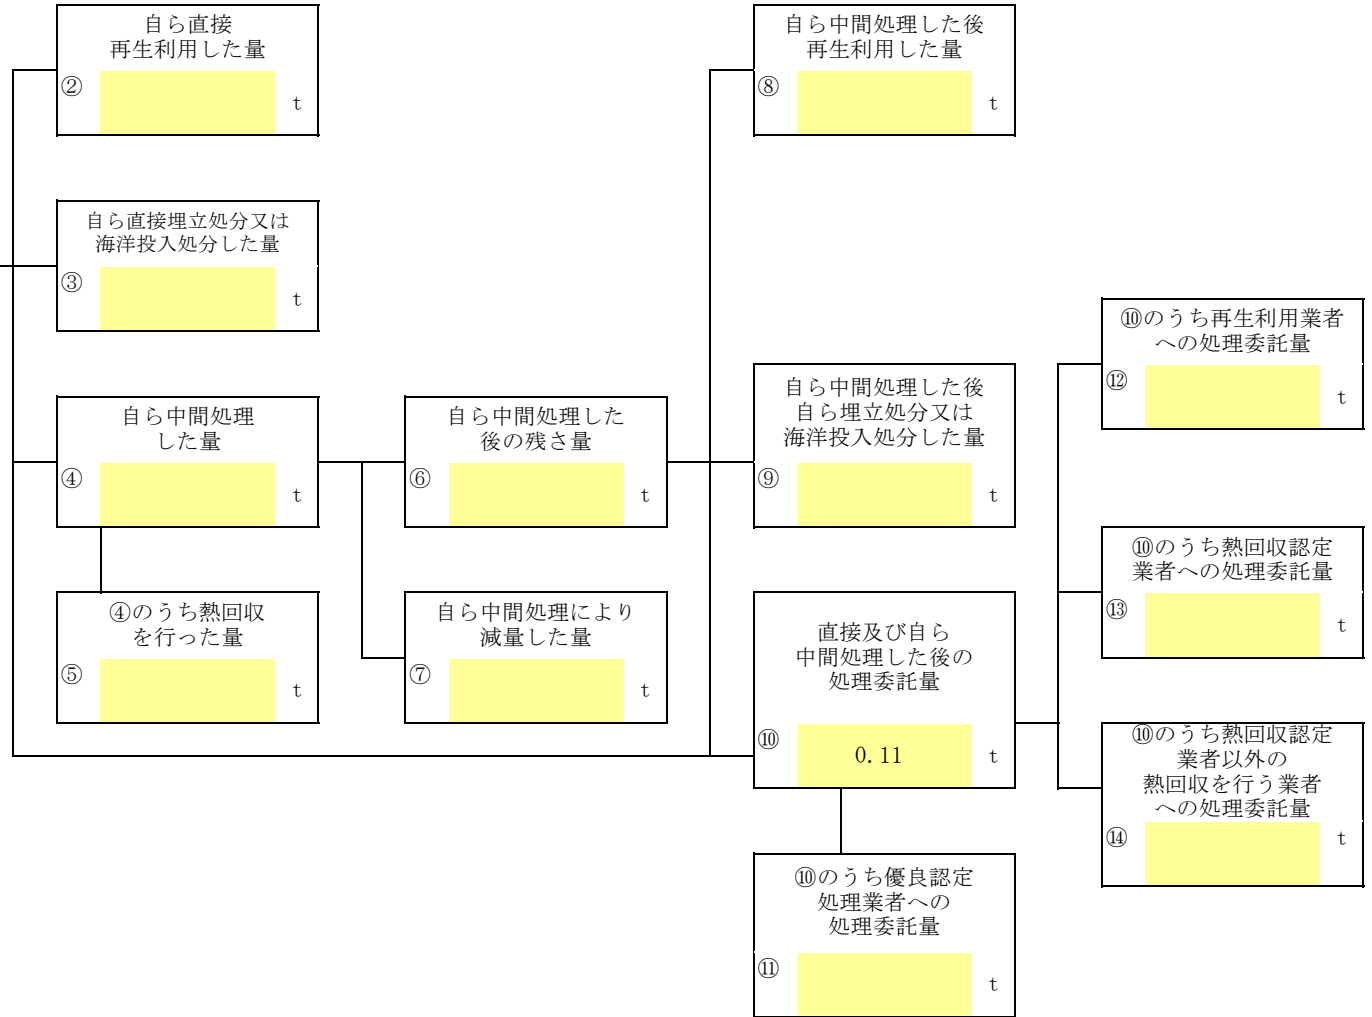 自ら直接
再生利用した量
②
t
自ら中間処理した後
再生利用した量
⑧
t
自ら直接埋立処分又は
海洋投入処分した量
③
t
⑩のうち再生利用業者
への処理委託量
⑫
t
自ら中間処理
した量
④
t
自ら中間処理した
後の残さ量
⑥
t
自ら中間処理した後
自ら埋立処分又は
海洋投入処分した量
⑨
t
⑩のうち熱回収認定
業者への処理委託量
⑬
t
④のうち熱回収
を行った量
⑤
t
自ら中間処理により
減量した量
⑦
t
直接及び自ら
中間処理した後の
処理委託量
⑩
0.11
t
⑩のうち熱回収認定
業者以外の
熱回収を行う業者
への処理委託量
⑭
t
⑩のうち優良認定
処理業者への
処理委託量
⑪
t